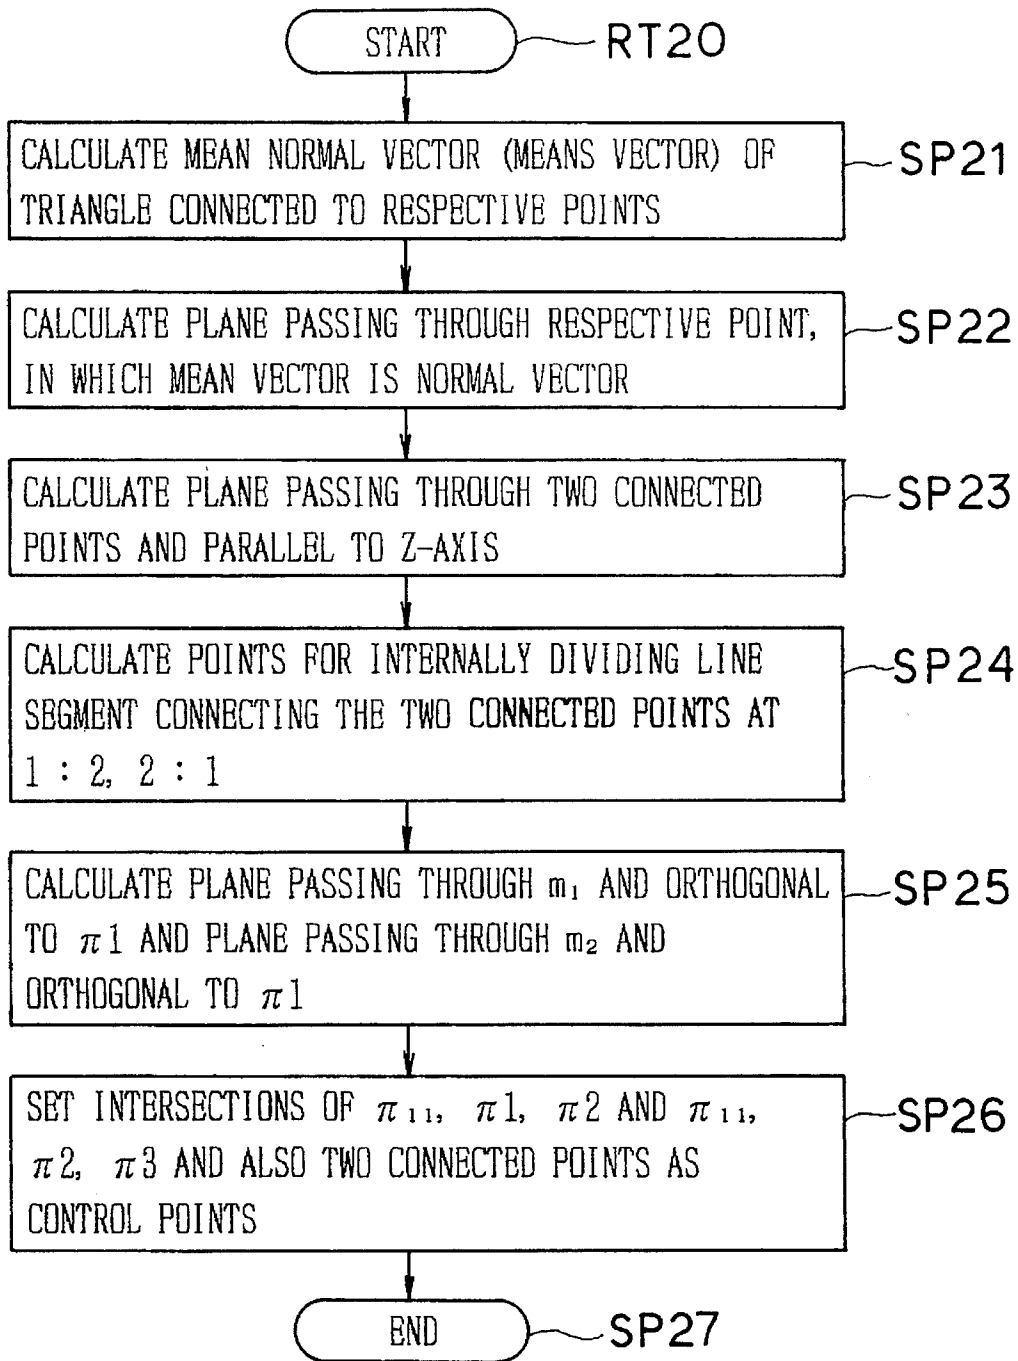 START
RT20
CALCULATE MEAN NORMAL VECTOR (MEANS VECTOR) OF
TRIANGLE CONNECTED TO RESPECTIVE POINTS
SP21
CALCULATE PLANE PASSING THROUGH RESPECTIVE POINT,
IN WHICH MEAN VECTOR IS NORMAL VECTOR
SP22
CALCULATE PLANE PASSING THROUGH TWO CONNECTED
POINTS AND PARALLEL TO Z-AXIS
SP23
CALCULATE POINTS FOR INTERNALLY DIVIDING LINE
SEGMENT CONNECTING THE TWO CONNECTED POINTS AT
1 : 2, 2 : 1
SP24
CALCULATE PLANE PASSING THROUGH m₁ AND ORTHOGONAL
TO π1 AND PLANE PASSING THROUGH m₂ AND
ORTHOGONAL TO π1
SP25
SET INTERSECTIONS OF π₁₁, π1, π2 AND π₁₁,
π2, π3 AND ALSO TWO CONNECTED POINTS AS
CONTROL POINTS
SP26
END
SP27